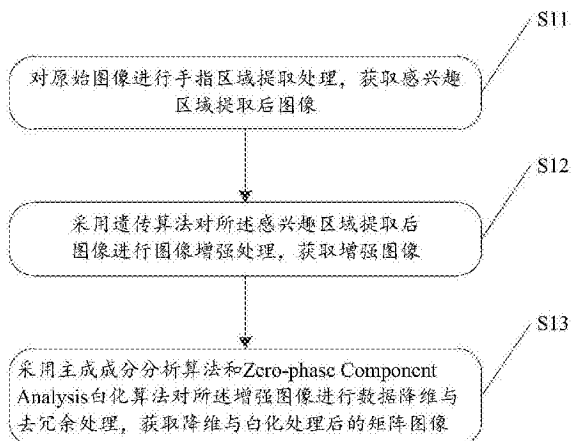 S11
对原始图像进行手指区域提取处理，获取感兴趣
区域提取后图像
S12
采用遗传算法对所述感兴趣区域提取后
图像进行图像增强处理，获取增强图像
S13
采用主成成分分析算法和Zero-phase Component
Analysis白化算法对所述增强图像进行数据降维与
去冗余处理，获取降维与白化处理后的矩阵图像